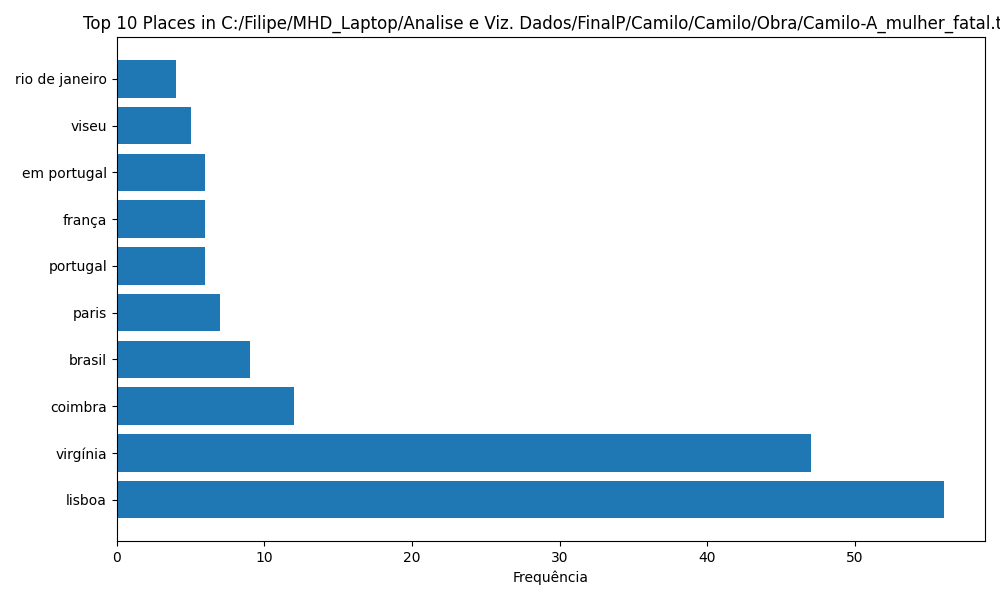 Top 10 Places in C:/Filipe/MHD_Laptop/Analise e Viz. Dados/FinalP/Camilo/Camilo/Obra/Camilo-A_mulher_fatal.t
rio de janeiro
viseu
em portugal
frança
portugal
paris
brasil
coimbra
virgínia
lisboa
0 10 20 30 40 50
Frequência